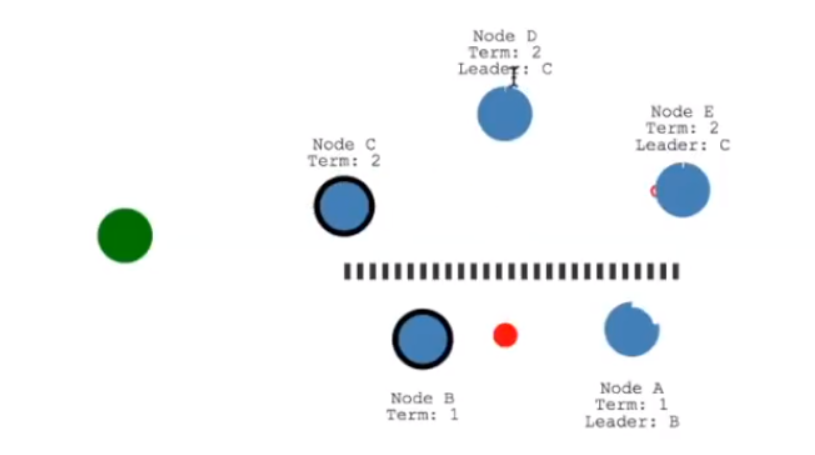 Node D
Term: 2
Leader: C
Node E
Term: 2
Leader: C
Node C
Term: 2
Node B
Term: 1
Node A
Term: 1
Leader: B